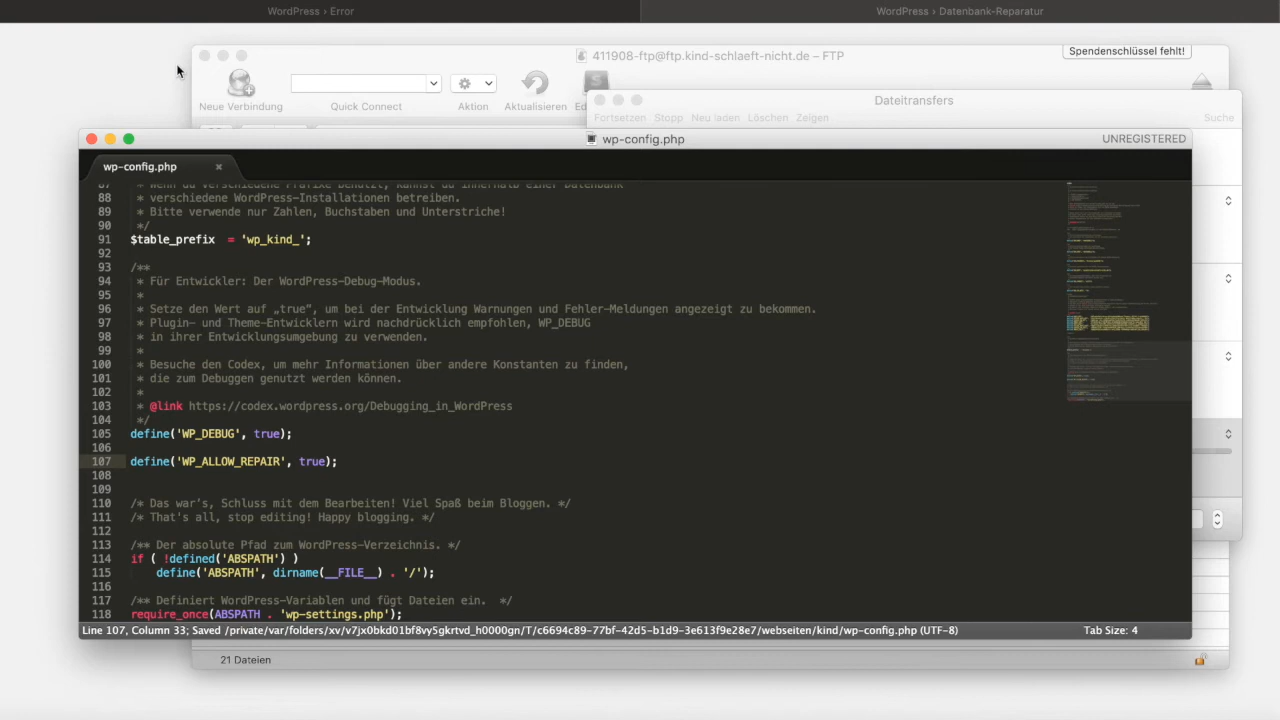 WordPress › Error
WordPress › Datenbank-Reparatur
411908-ftp@ftp.kind-schlaeft-nicht.de – FTP
Spendenschlüssel fehlt!
Neue Verbindung
Quick Connect
Aktion
Aktualisieren
Dateitransfers
Fortsetzen Stopp Neu laden Löschen Zeigen
Suche
wp-config.php
UNREGISTERED
wp-config.php
87 * Wenn du verschiedene Präfixe benutzt, kannst du innerhalb einer Datenbank
88 * verschiedene WordPress-Installationen betreiben.
89 * Bitte verwende nur Zahlen, Buchstaben und Unterstriche!
90 */
91 $table_prefix  = 'wp_kind_';
92
93 /**
94 * Für Entwickler: Der WordPress-Debug-Modus.
95 *
96 * Setze den Wert auf „true“, um bei der Entwicklung Warnungen und Fehler-Meldungen angezeigt zu bekommen.
97 * Plugin- und Theme-Entwicklern wird nachdrücklich empfohlen, WP_DEBUG
98 * in ihrer Entwicklungsumgebung zu verwenden.
99 *
100 * Besuche den Codex, um mehr Informationen über andere Konstanten zu finden,
101 * die zum Debuggen genutzt werden können.
102 *
103 * @link https://codex.wordpress.org/Debugging_in_WordPress
104 */
105 define('WP_DEBUG', true);
106
107 define('WP_ALLOW_REPAIR', true);
108
109
110 /* Das war’s, Schluss mit dem Bearbeiten! Viel Spaß beim Bloggen. */
111 /* That's all, stop editing! Happy blogging. */
112
113 /** Der absolute Pfad zum WordPress-Verzeichnis. */
114 if ( !defined('ABSPATH') )
115 define('ABSPATH', dirname(__FILE__) . '/');
116
117 /** Definiert WordPress-Variablen und fügt Dateien ein.  */
118 require_once(ABSPATH . 'wp-settings.php');
Line 107, Column 33; Saved /private/var/folders/xv/v7jx0bkd01bf8vy5gkrtvd_h0000gn/T/c6694c89-77bf-42d5-b1d9-3e613f9e28e7/webseiten/kind/wp-config.php (UTF-8)
Tab Size: 4
21 Dateien